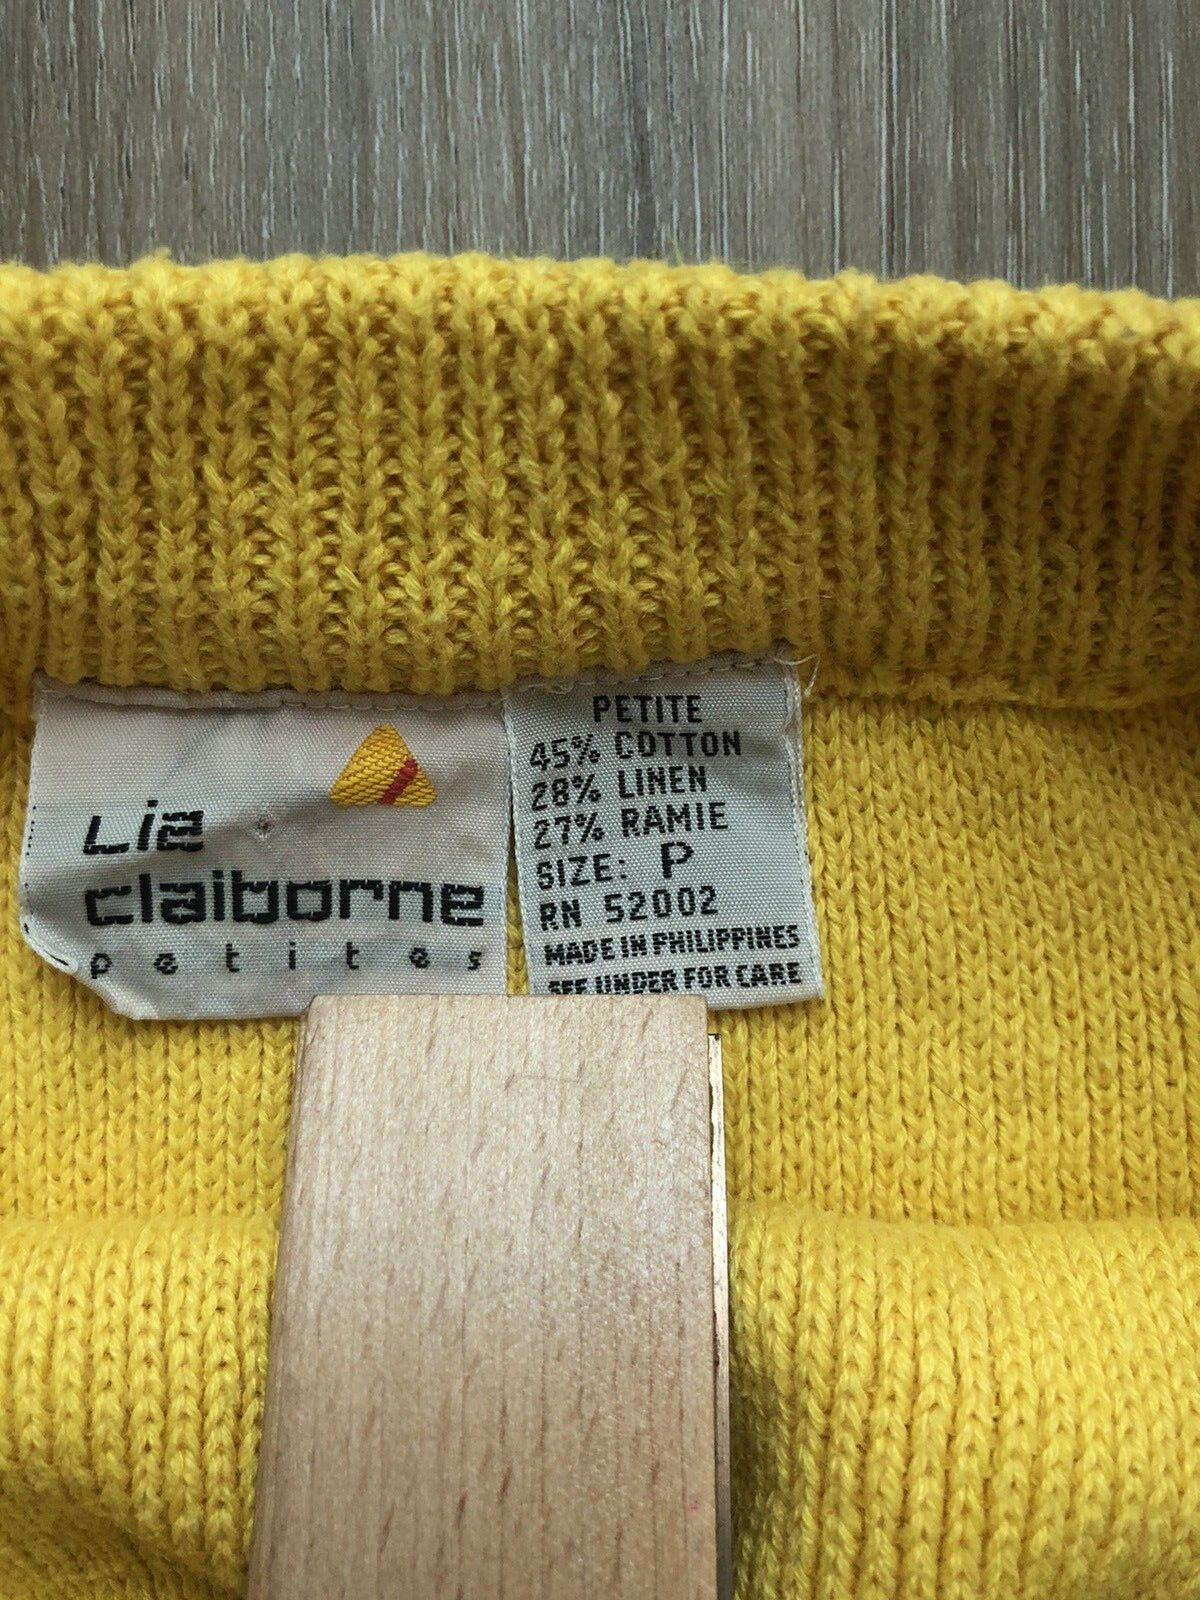 Liz
claiborne
petites
PETITE
45% COTTON
28% LINEN
27% RAMIE
SIZE: P
RN 52002
MADE IN PHILIPPINES
SEE UNDER FOR CARE